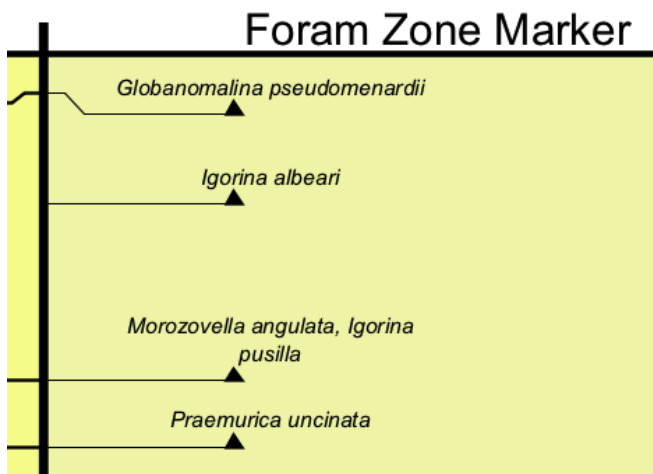 Foram Zone Marker
Globanomalina pseudomenardii
Igorina albeari
Morozovella angulata, Igorina
pusilla
Praemurica uncinata